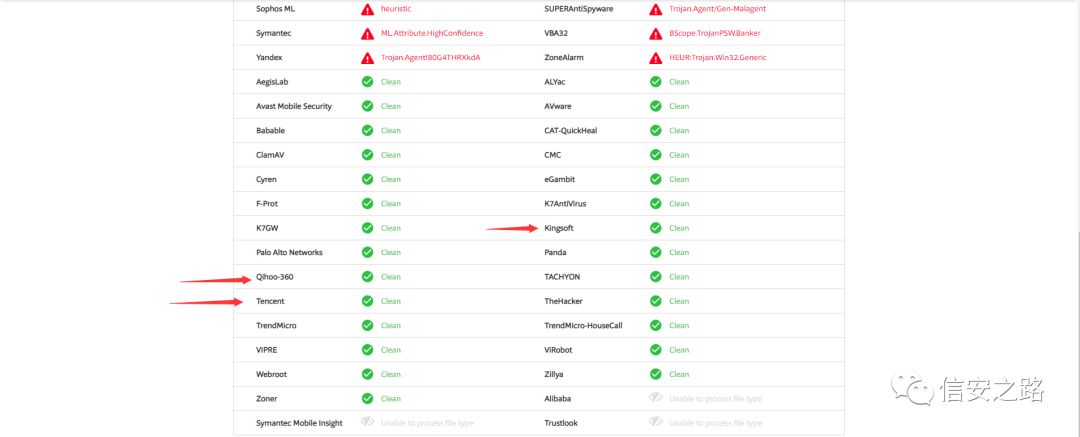 Sophos ML heuristic SUPERAntiSpyware Trojan.Agent/Gen-Malagent
Symantec ML.Attribute.HighConfidence VBA32 BScope.TrojanPSW.Banker
Yandex Trojan.Agent!80G4THRXkdA ZoneAlarm HEUR:Trojan.Win32.Generic
AegisLab Clean ALYac Clean
Avast Mobile Security Clean AVware Clean
Babable Clean CAT-QuickHeal Clean
ClamAV Clean CMC Clean
Cyren Clean eGambit Clean
F-Prot Clean K7AntiVirus Clean
K7GW Clean Kingsoft Clean
Palo Alto Networks Clean Panda Clean
Qihoo-360 Clean TACHYON Clean
Tencent Clean TheHacker Clean
TrendMicro Clean TrendMicro-HouseCall Clean
VIPRE Clean ViRobot Clean
Webroot Clean Zillya Clean
Zoner Clean Alibaba Unable to process file type
Symantec Mobile Insight Unable to process file type Trustlook Unable to process file type
信安之路